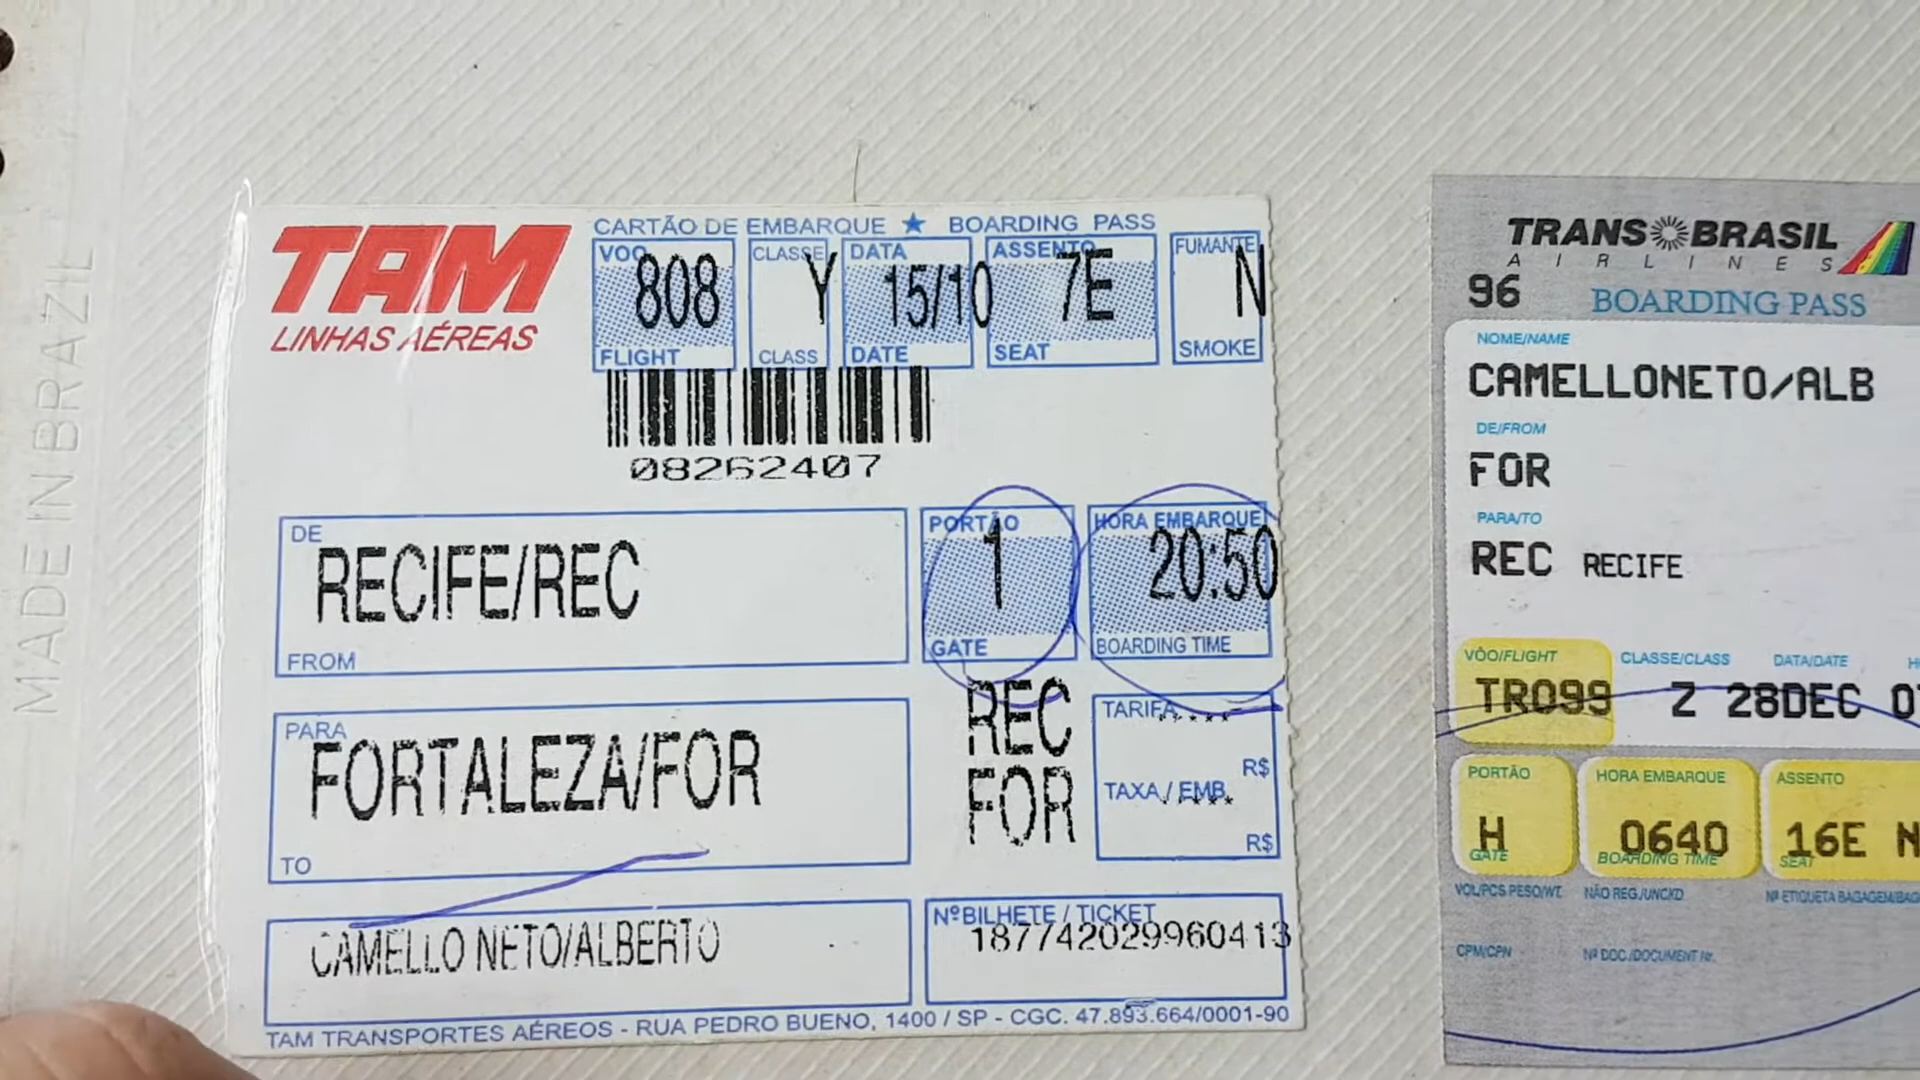 MADE IN BRAZIL
TAM
LINHAS AÉREAS
CARTÃO DE EMBARQUE ★ BOARDING PASS
VOO 808 FLIGHT
CLASSE Y CLASS
DATA 15/10 DATE
ASSENTO 7E SEAT
FUMANTE N SMOKE
08262407
DE
RECIFE/REC
FROM
PORTÃO
1
GATE
HORA EMBARQUE
20:50
BOARDING TIME
PARA
FORTALEZA/FOR
TO
REC
FOR
TARIFA....
R$
TAXA / EMB.
R$
CAMELLO NETO/ALBERTO
Nº BILHETE / TICKET
187742029960413
TAM TRANSPORTES AÉREOS - RUA PEDRO BUENO, 1400 / SP - CGC. 47.893.664/0001-90
TRANSBRASIL
AIRLINES
96 BOARDING PASS
NOME/NAME
CAMELLONETO/ALB
DE/FROM
FOR
PARA/TO
REC RECIFE
VÔO/FLIGHT CLASSE/CLASS DATA/DATE
TR099 Z 28DEC
PORTÃO HORA EMBARQUE ASSENTO
H 0640 16E N
GATE BOARDING TIME SEAT
VOL/PCS PESO/WT. NÃO REG./UNCKD Nº ETIQUETA BAGAGEM/BAG
CPM/CPN Nº DOC./DOCUMENT Nr.